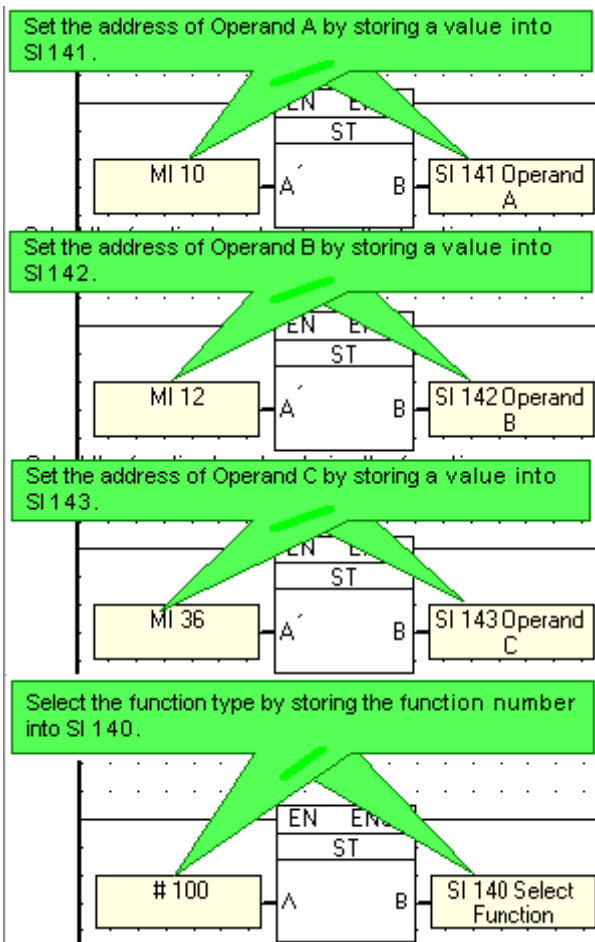 Set the address of Operand A by storing a value into
SI 141.
EN
ST
MI 10
A´
B
SI 141 Operand
A
Set the address of Operand B by storing a value into
SI 142.
EN
ST
MI 12
A´
B
SI 142 Operand
B
Set the address of Operand C by storing a value into
SI 143.
EN
ST
MI 36
A´
B
SI 143 Operand
C
Select the function type by storing the function number
into SI 140.
EN
ST
# 100
A
B
SI 140 Select
Function